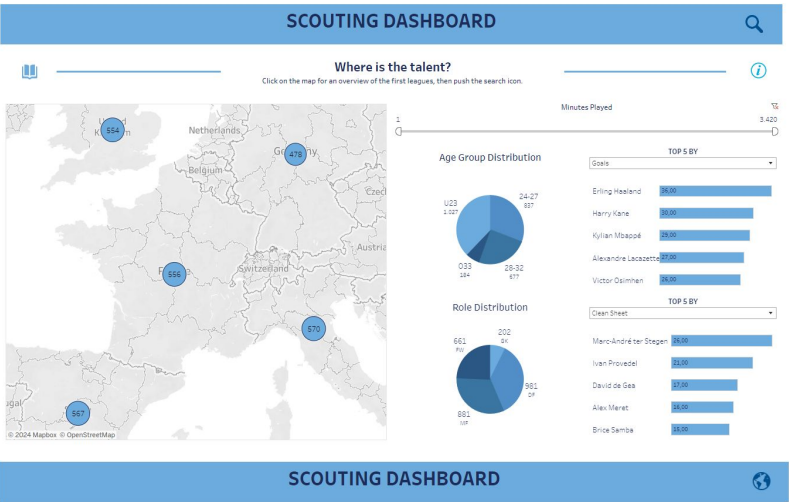 SCOUTING DASHBOARD
Where is the talent?
Click on the map for an overview of the first leagues, then push the search icon.
554
Netherlands
478
Belgium
Czec
Austria
Switzerland
556
570
567
© 2024 Mapbox © OpenStreetMap
Minutes Played
1
3.420
Age Group Distribution
U23
1.027
24-27
837
O33
184
28-32
677
Role Distribution
202
661
FW
981
DF
881
MF
TOP 5 BY
Goals
Erling Haaland 36,00
Harry Kane 30,00
Kylian Mbappé 29,00
Alexandre Lacazette 27,00
Victor Osimhen 26,00
TOP 5 BY
Clean Sheet
Marc-André ter Stegen 26,00
Ivan Provedel 21,00
David de Gea 17,00
Alex Meret 16,00
Brice Samba 15,00
SCOUTING DASHBOARD